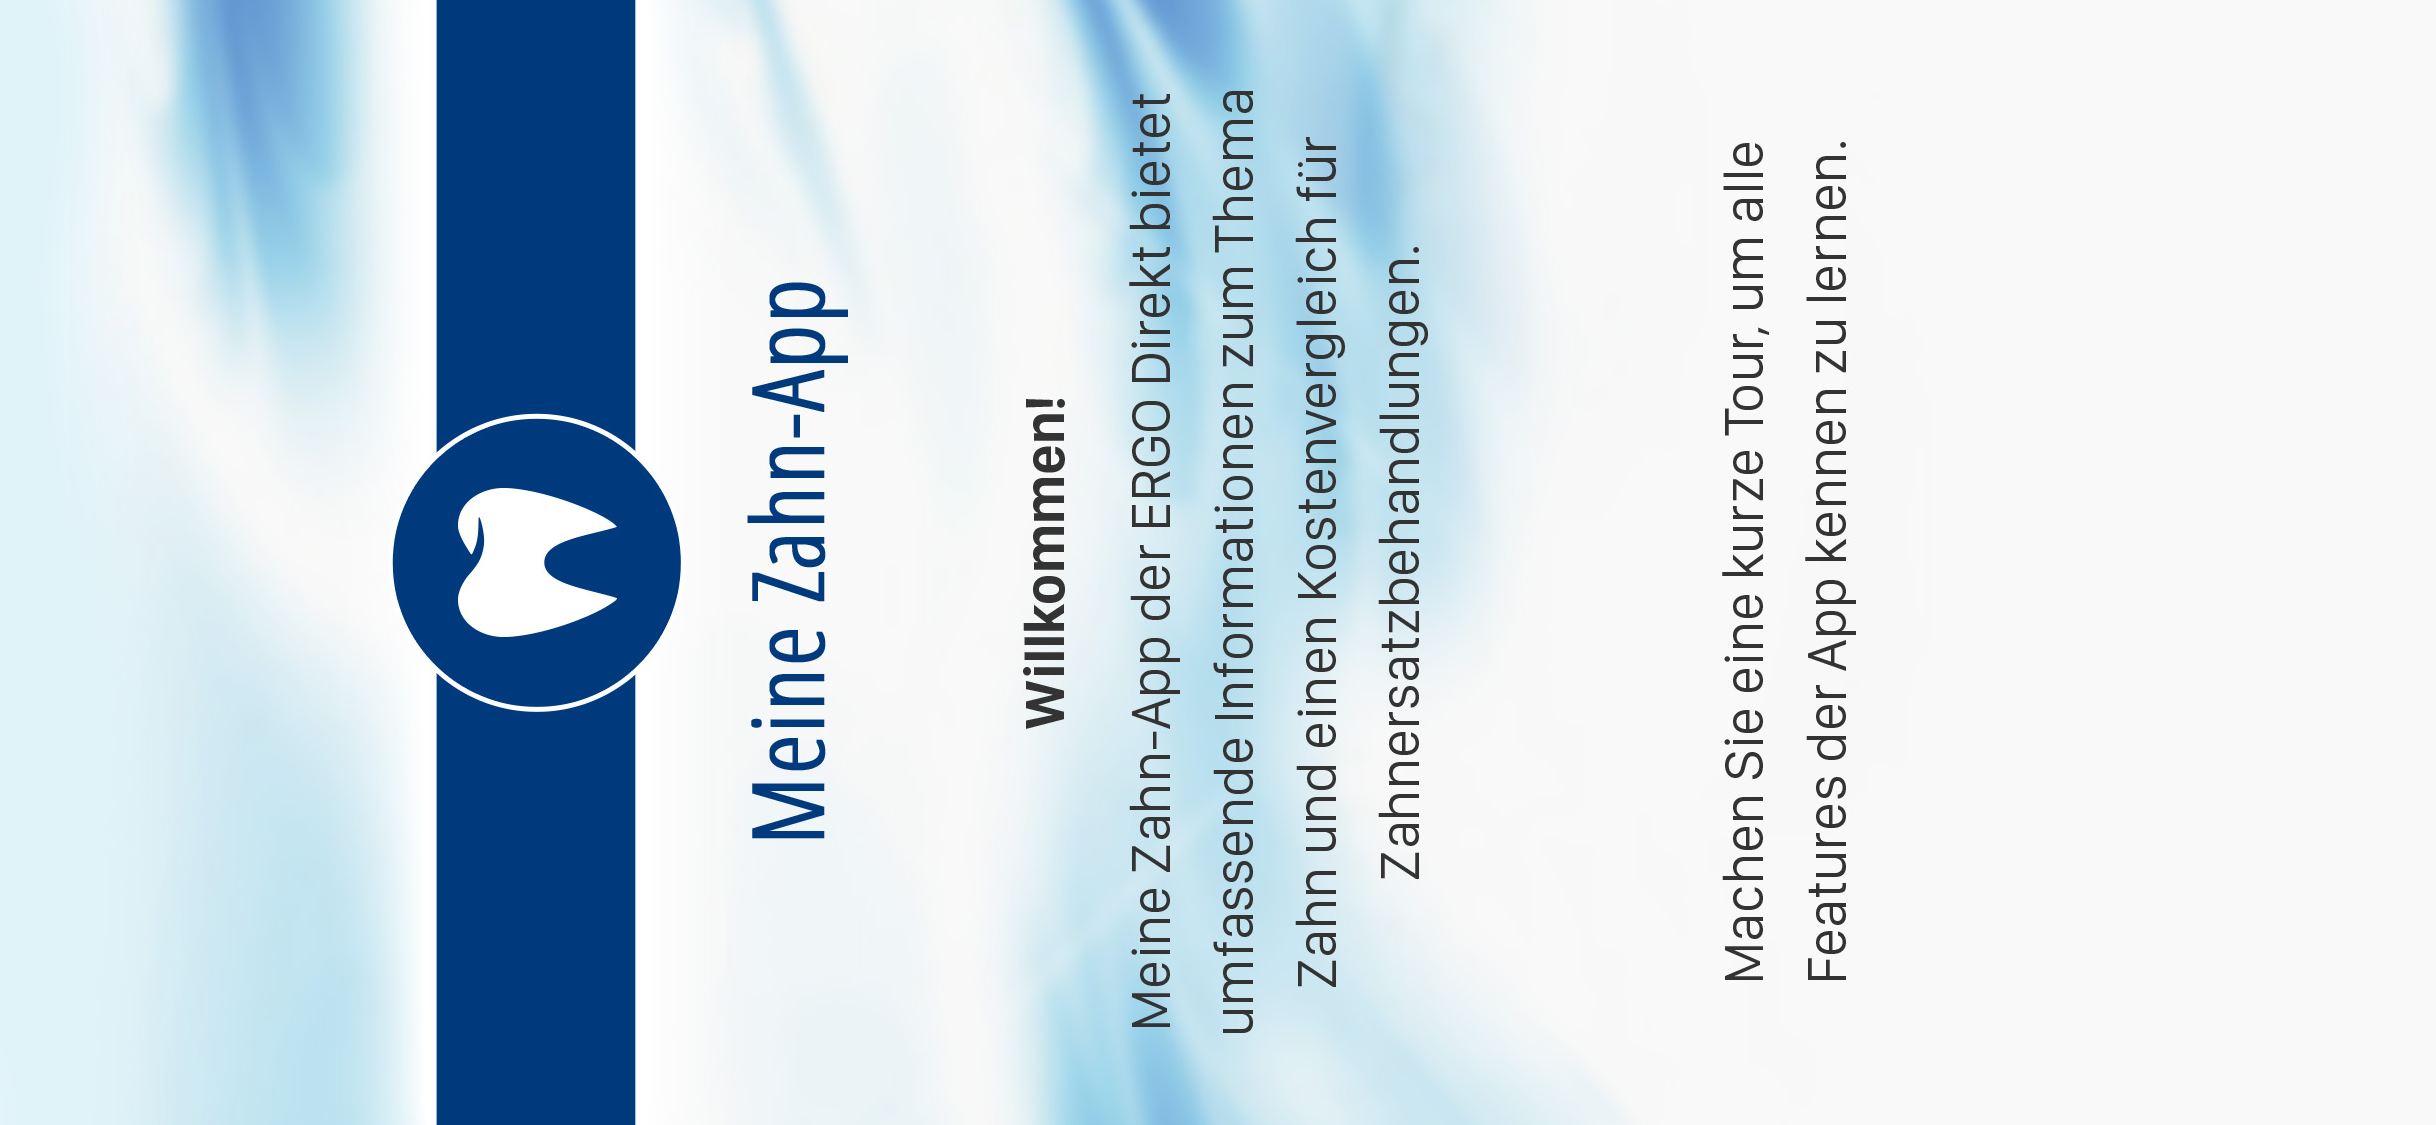 Meine Zahn-App
Willkommen!
Meine Zahn-App der ERGO Direkt bietet
umfassende Informationen zum Thema
Zahn und einen Kostenvergleich für
Zahnersatzbehandlungen.
Machen Sie eine kurze Tour, um alle
Features der App kennen zu lernen.